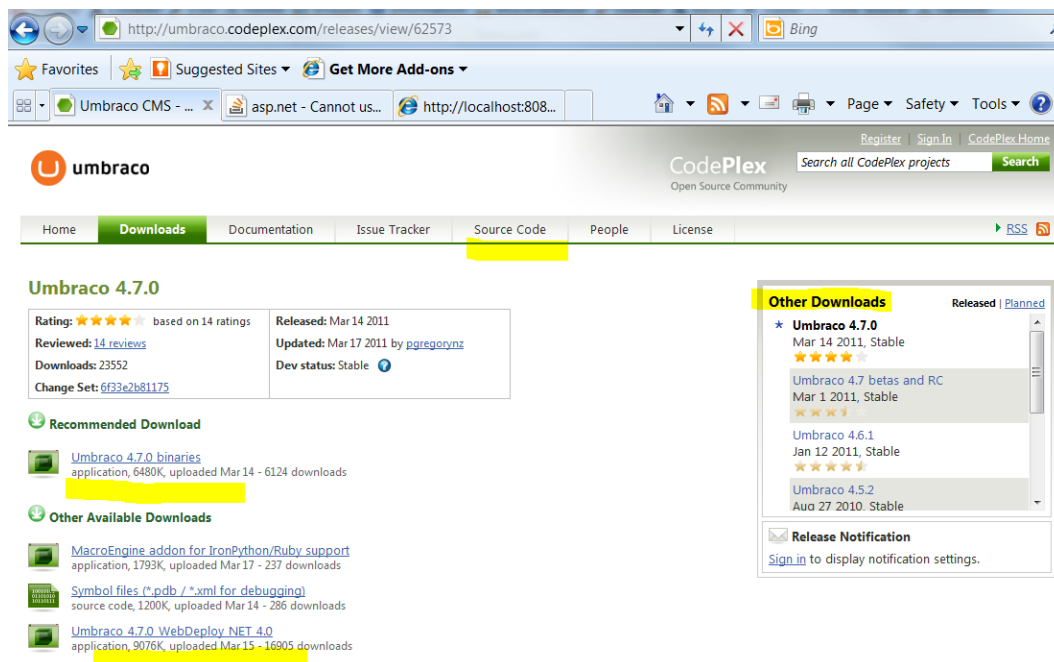 http://umbraco.codeplex.com/releases/view/62573
Bing
Favorites Suggested Sites Get More Add-ons
Umbraco CMS - ... X asp.net - Cannot us... http://localhost:808... Page Safety Tools
Register | Sign In | CodePlex Home
umbraco
CodePlex
Open Source Community
Search all CodePlex projects Search
Home Downloads Documentation Issue Tracker Source Code People License RSS
Umbraco 4.7.0
Rating: based on 14 ratings
Reviewed: 14 reviews
Downloads: 23552
Change Set: 6f33e2b81175
Released: Mar 14 2011
Updated: Mar 17 2011 by pgregorynz
Dev status: Stable ?
Recommended Download
Umbraco 4.7.0 binaries
application, 6480K, uploaded Mar 14 - 6124 downloads
Other Available Downloads
MacroEngine addon for IronPython/Ruby support
application, 1793K, uploaded Mar 17 - 237 downloads
Symbol files (*.pdb / *.xml for debugging)
source code, 1200K, uploaded Mar 14 - 286 downloads
Umbraco 4.7.0 WebDeploy NET 4.0
application, 9076K, uploaded Mar 15 - 16905 downloads
Other Downloads Released | Planned
* Umbraco 4.7.0
Mar 14 2011, Stable
Umbraco 4.7 betas and RC
Mar 1 2011, Stable
Umbraco 4.6.1
Jan 12 2011, Stable
Umbraco 4.5.2
Aug 27 2010, Stable
Release Notification
Sign in to display notification settings.